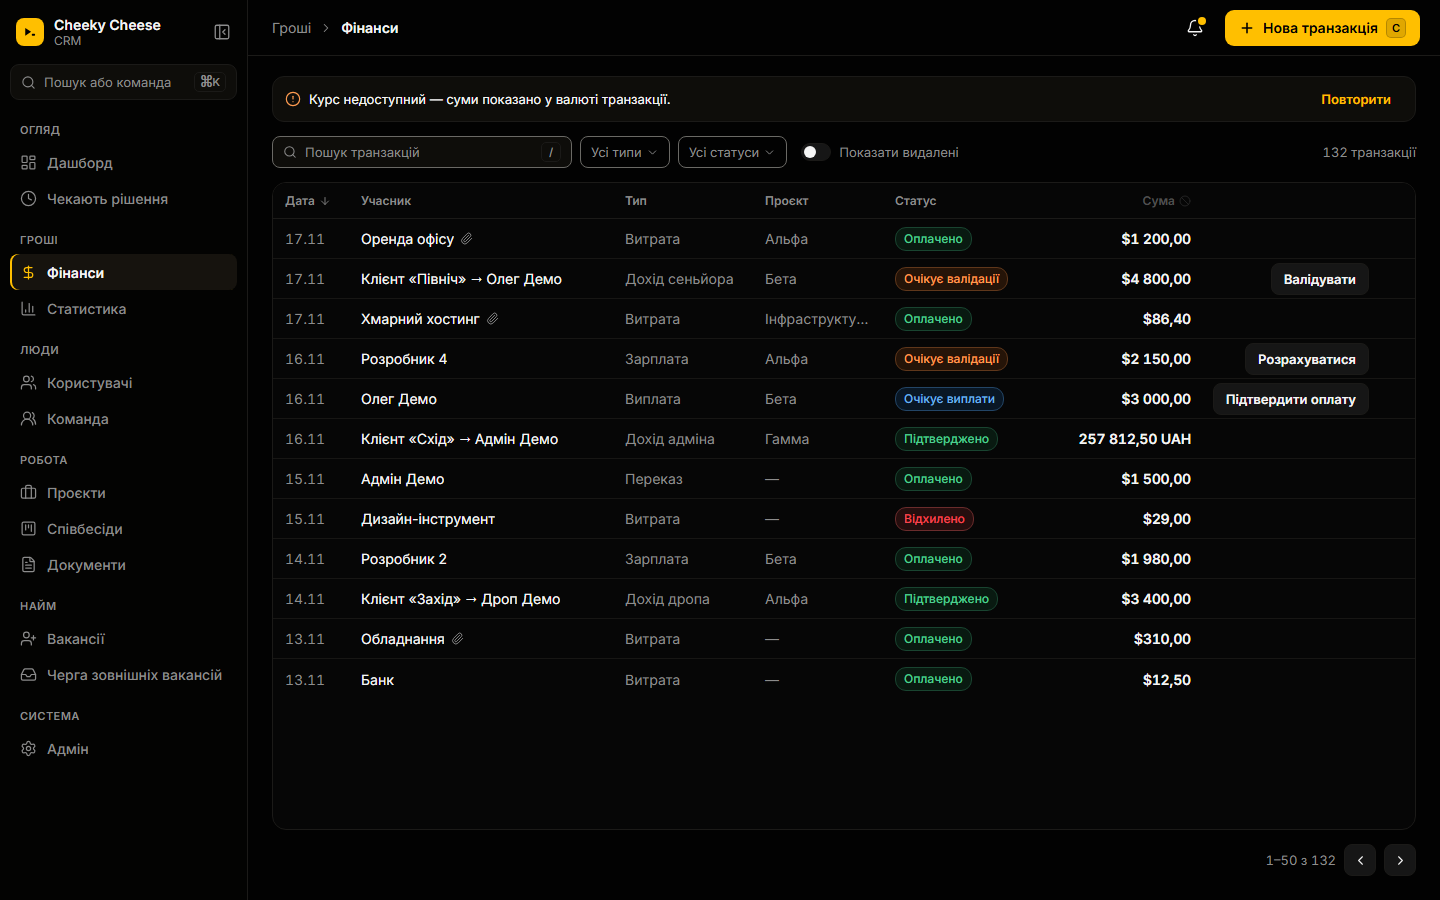 Cheeky Cheese
CRM
Пошук або команда ⌘K
ОГЛЯД
Дашборд
Чекають рішення
ГРОШІ
Фінанси
Статистика
ЛЮДИ
Користувачі
Команда
РОБОТА
Проєкти
Співбесіди
Документи
НАЙМ
Вакансії
Черга зовнішніх вакансій
СИСТЕМА
Адмін
Гроші > Фінанси
+ Нова транзакція C
Курс недоступний — суми показано у валюті транзакції. Повторити
Пошук транзакцій / Усі типи Усі статуси Показати видалені 132 транзакції
Дата ↓ Учасник Тип Проєкт Статус Сума
17.11 Оренда офісу Витрата Альфа Оплачено $1 200,00
17.11 Клієнт «Північ» → Олег Демо Дохід сеньйора Бета Очікує валідації $4 800,00 Валідувати
17.11 Хмарний хостинг Витрата Інфраструкту... Оплачено $86,40
16.11 Розробник 4 Зарплата Альфа Очікує валідації $2 150,00 Розрахуватися
16.11 Олег Демо Виплата Бета Очікує виплати $3 000,00 Підтвердити оплату
16.11 Клієнт «Схід» → Адмін Демо Дохід адміна Гамма Підтверджено 257 812,50 UAH
15.11 Адмін Демо Переказ — Оплачено $1 500,00
15.11 Дизайн-інструмент Витрата — Відхилено $29,00
14.11 Розробник 2 Зарплата Бета Оплачено $1 980,00
14.11 Клієнт «Захід» → Дроп Демо Дохід дропа Альфа Підтверджено $3 400,00
13.11 Обладнання Витрата — Оплачено $310,00
13.11 Банк Витрата — Оплачено $12,50
1–50 з 132